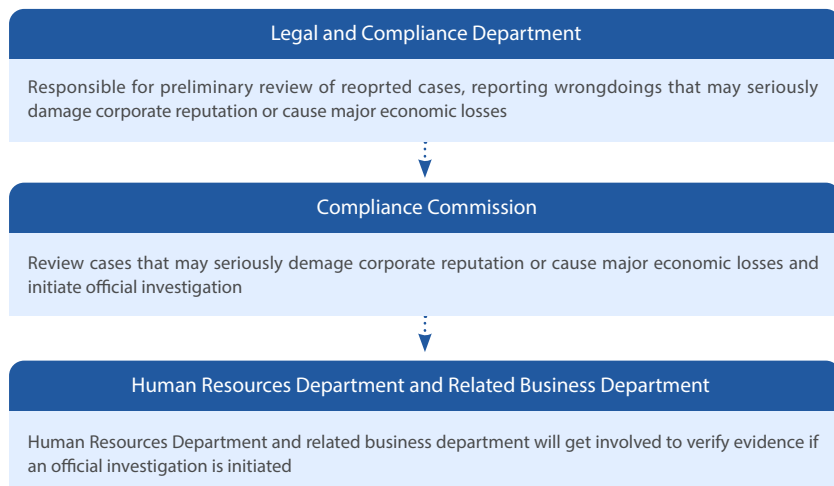 Legal and Compliance Department
Responsible for preliminary review of reoprted cases, reporting wrongdoings that may seriously
damage corporate reputation or cause major economic losses
Compliance Commission
Review cases that may seriously demage corporate reputation or cause major economic losses and
initiate official investigation
Human Resources Department and Related Business Department
Human Resources Department and related business department will get involved to verify evidence if
an official investigation is initiated